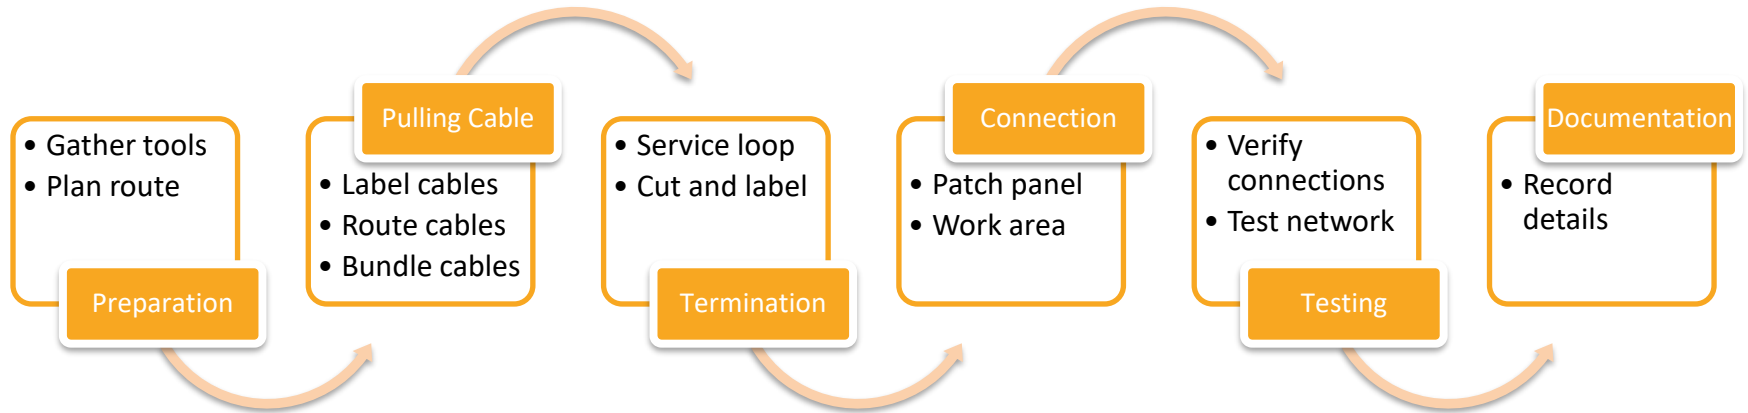 • Gather tools
• Plan route
Preparation
Pulling Cable
• Label cables
• Route cables
• Bundle cables
• Service loop
• Cut and label
Termination
Connection
• Patch panel
• Work area
• Verify
connections
• Test network
Testing
Documentation
• Record
details